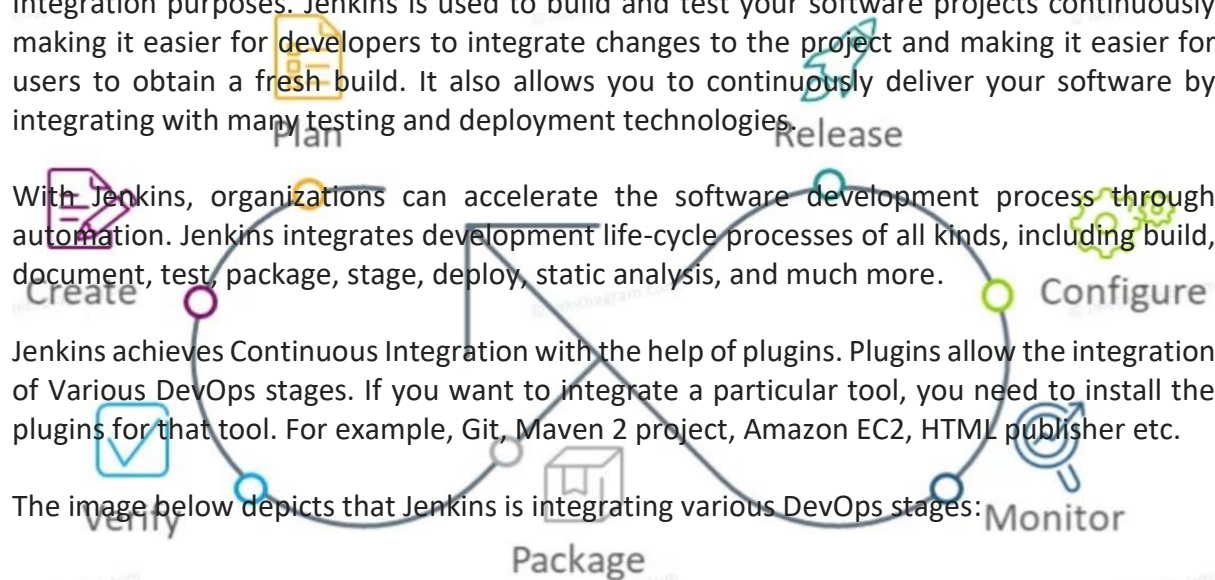 integration purposes. Jenkins is used to build and test your software projects continuously
making it easier for developers to integrate changes to the project and making it easier for
users to obtain a fresh build. It also allows you to continuously deliver your software by
integrating with many testing and deployment technologies.
Plan
Release
With Jenkins, organizations can accelerate the software development process through
automation. Jenkins integrates development life-cycle processes of all kinds, including build,
document, test, package, stage, deploy, static analysis, and much more.
Create
Configure
Jenkins achieves Continuous Integration with the help of plugins. Plugins allow the integration
of Various DevOps stages. If you want to integrate a particular tool, you need to install the
plugins for that tool. For example, Git, Maven 2 project, Amazon EC2, HTML publisher etc.
The image below depicts that Jenkins is integrating various DevOps stages:
Verify
Monitor
Package